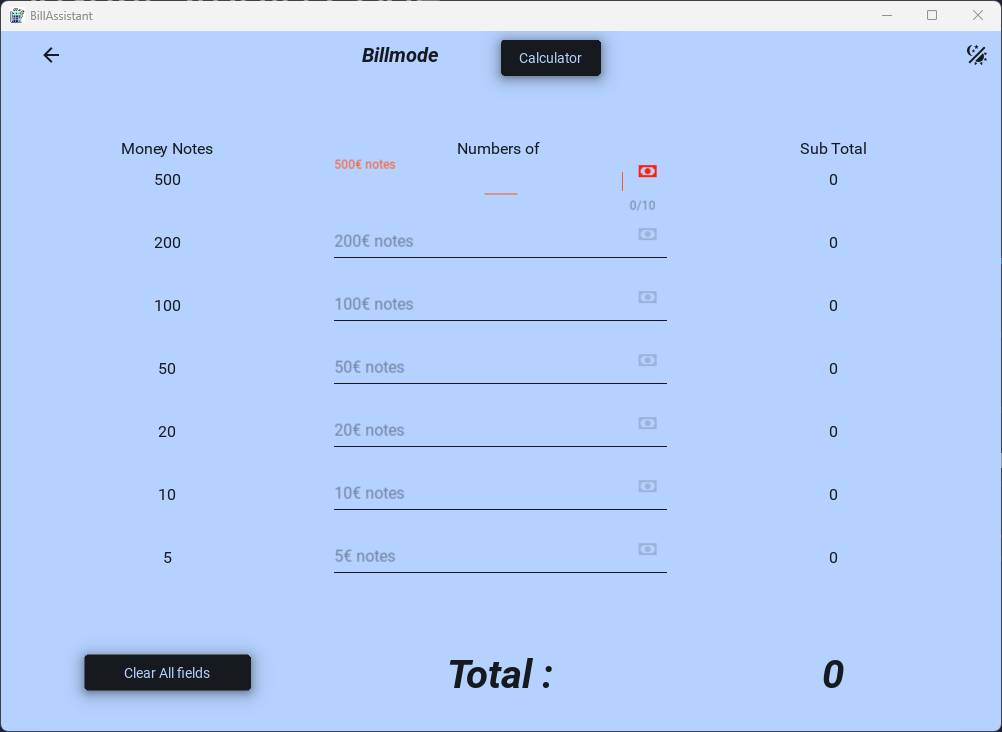 BillAssistant
Billmode Calculator
Money Notes Numbers of Sub Total
500€ notes
500 0
0/10
200 200€ notes 0
100 100€ notes 0
50 50€ notes 0
20 20€ notes 0
10 10€ notes 0
5 5€ notes 0
Clear All fields Total : 0